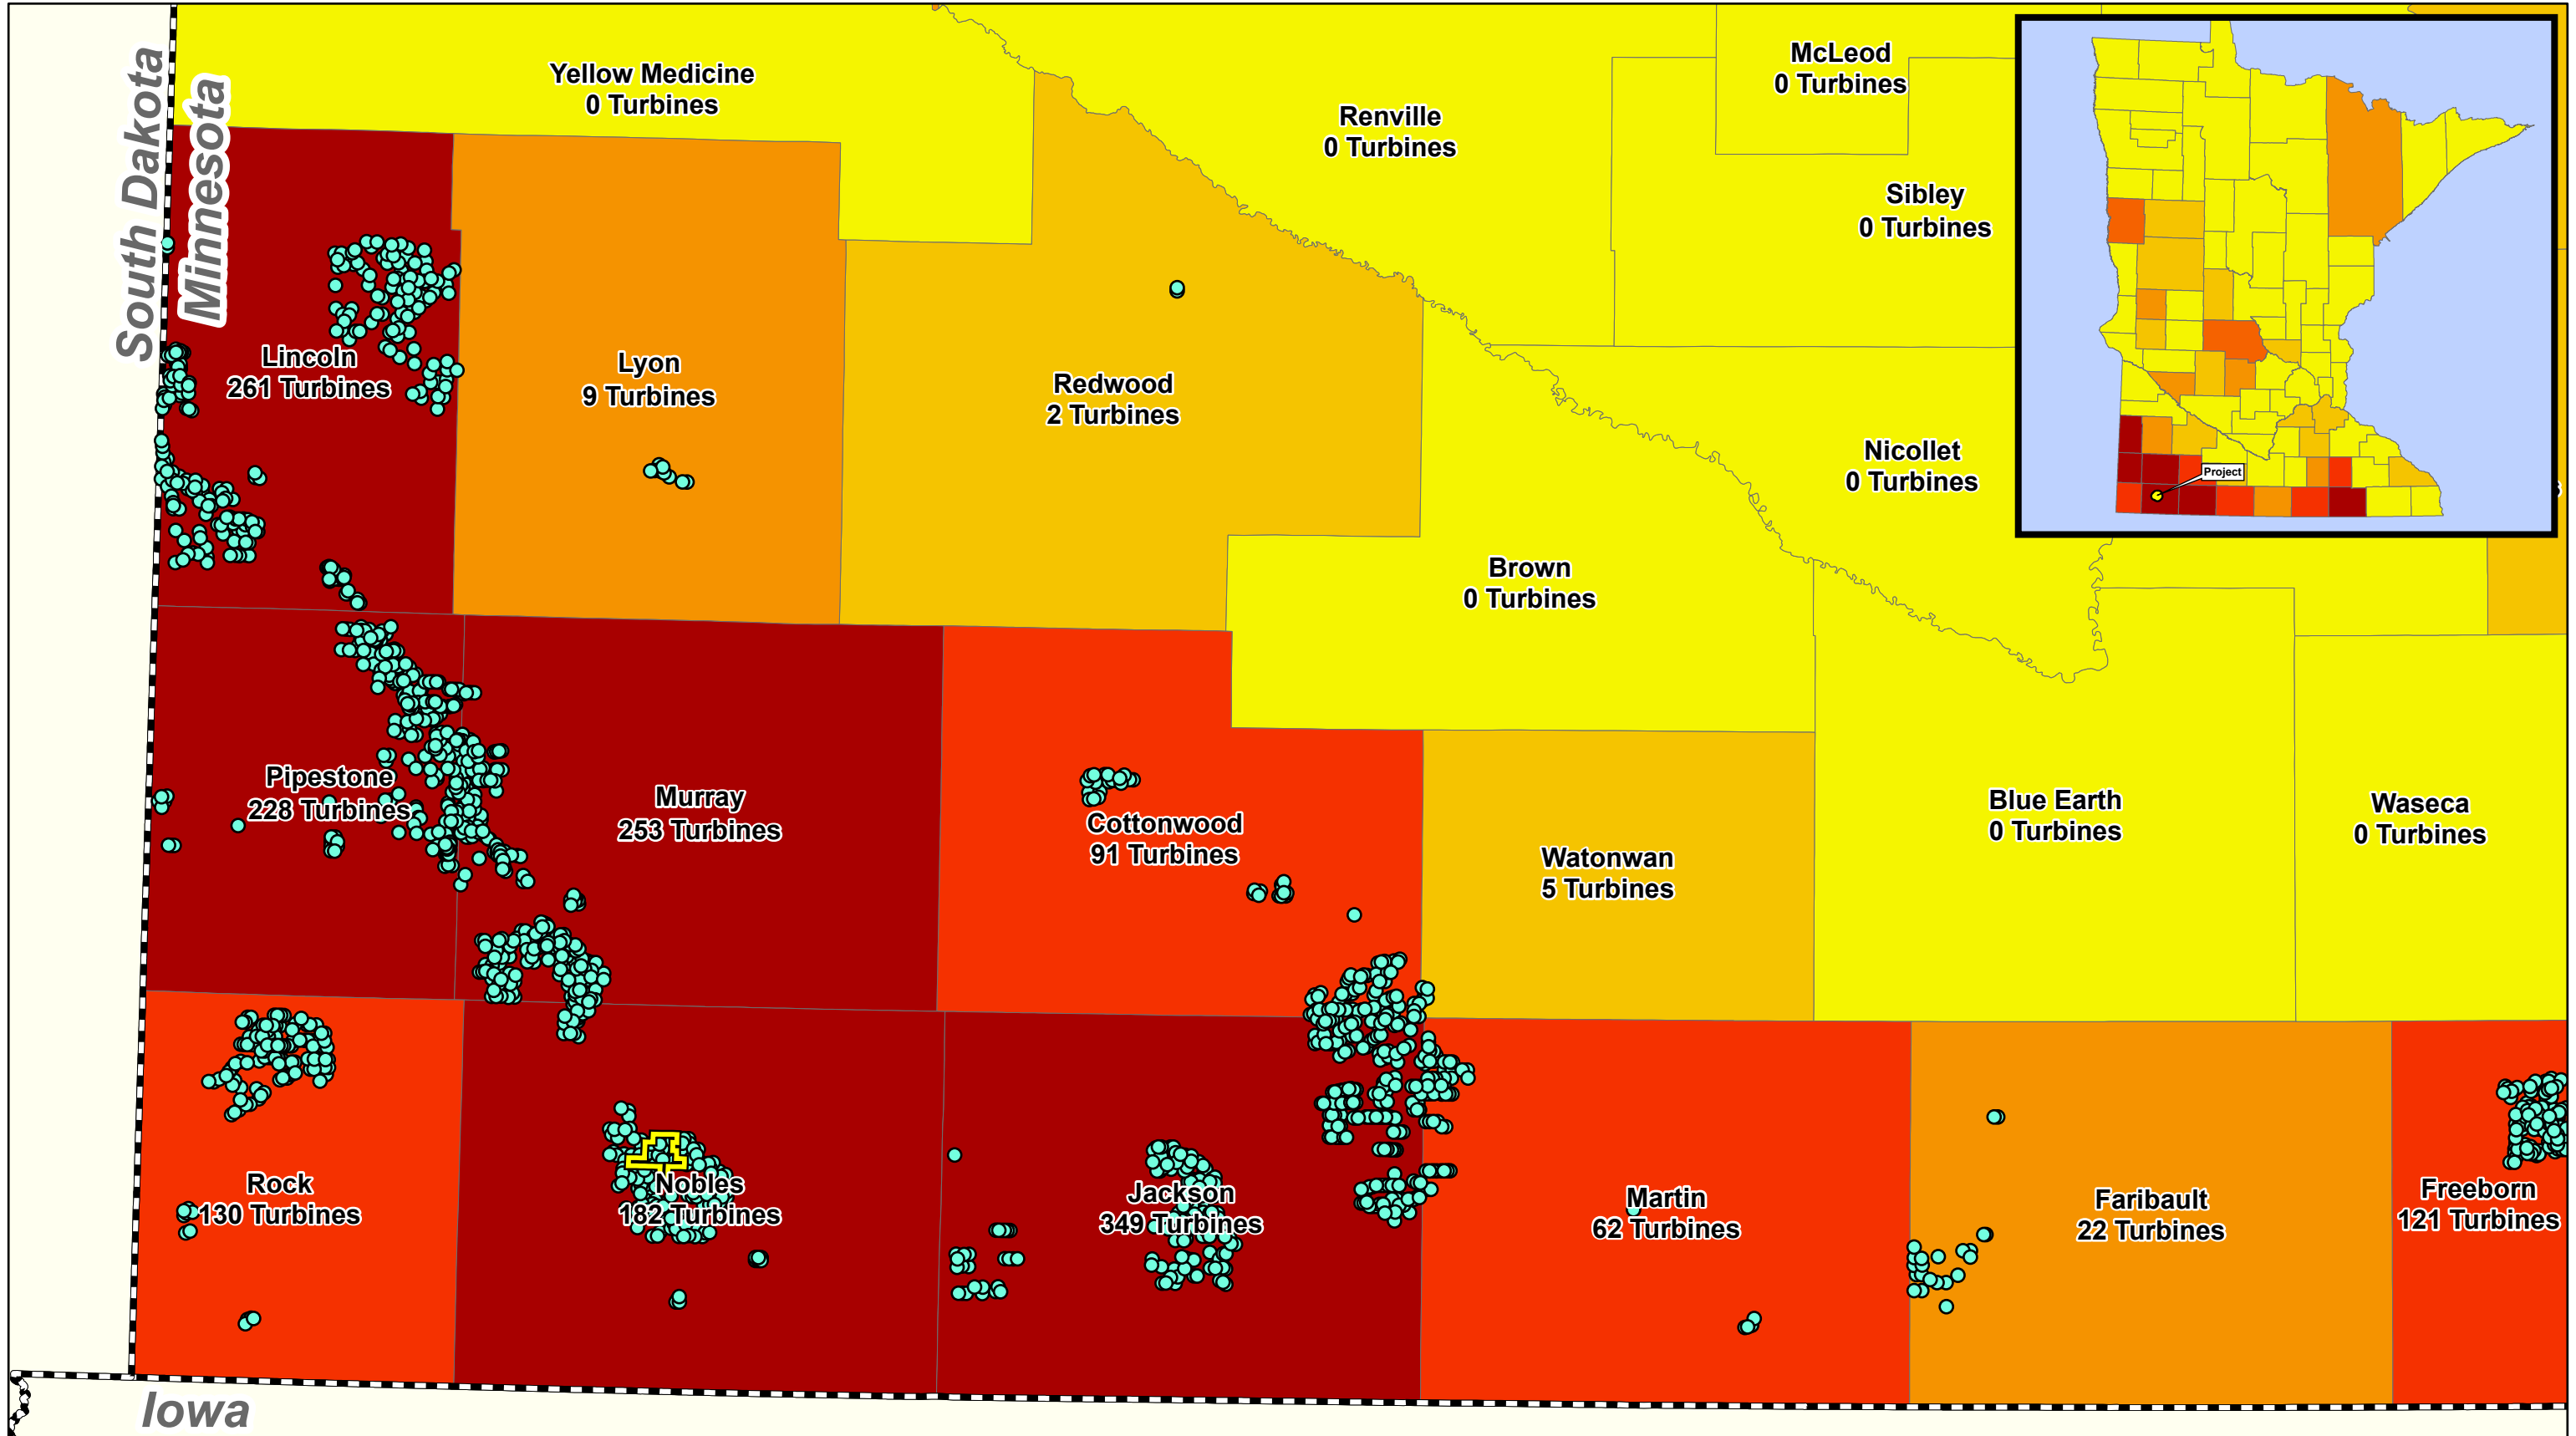 South Dakota
Minnesota
Yellow Medicine
0 Turbines
Renville
0 Turbines
McLeod
0 Turbines
Sibley
0 Turbines
Project
Lincoln
261 Turbines
Lyon
9 Turbines
Redwood
2 Turbines
Nicollet
0 Turbines
Brown
0 Turbines
Pipestone
228 Turbines
Murray
253 Turbines
Cottonwood
91 Turbines
Watonwan
5 Turbines
Blue Earth
0 Turbines
Waseca
0 Turbines
Rock
130 Turbines
Nobles
182 Turbines
Jackson
349 Turbines
Martin
62 Turbines
Faribault
22 Turbines
Freeborn
121 Turbines
Iowa